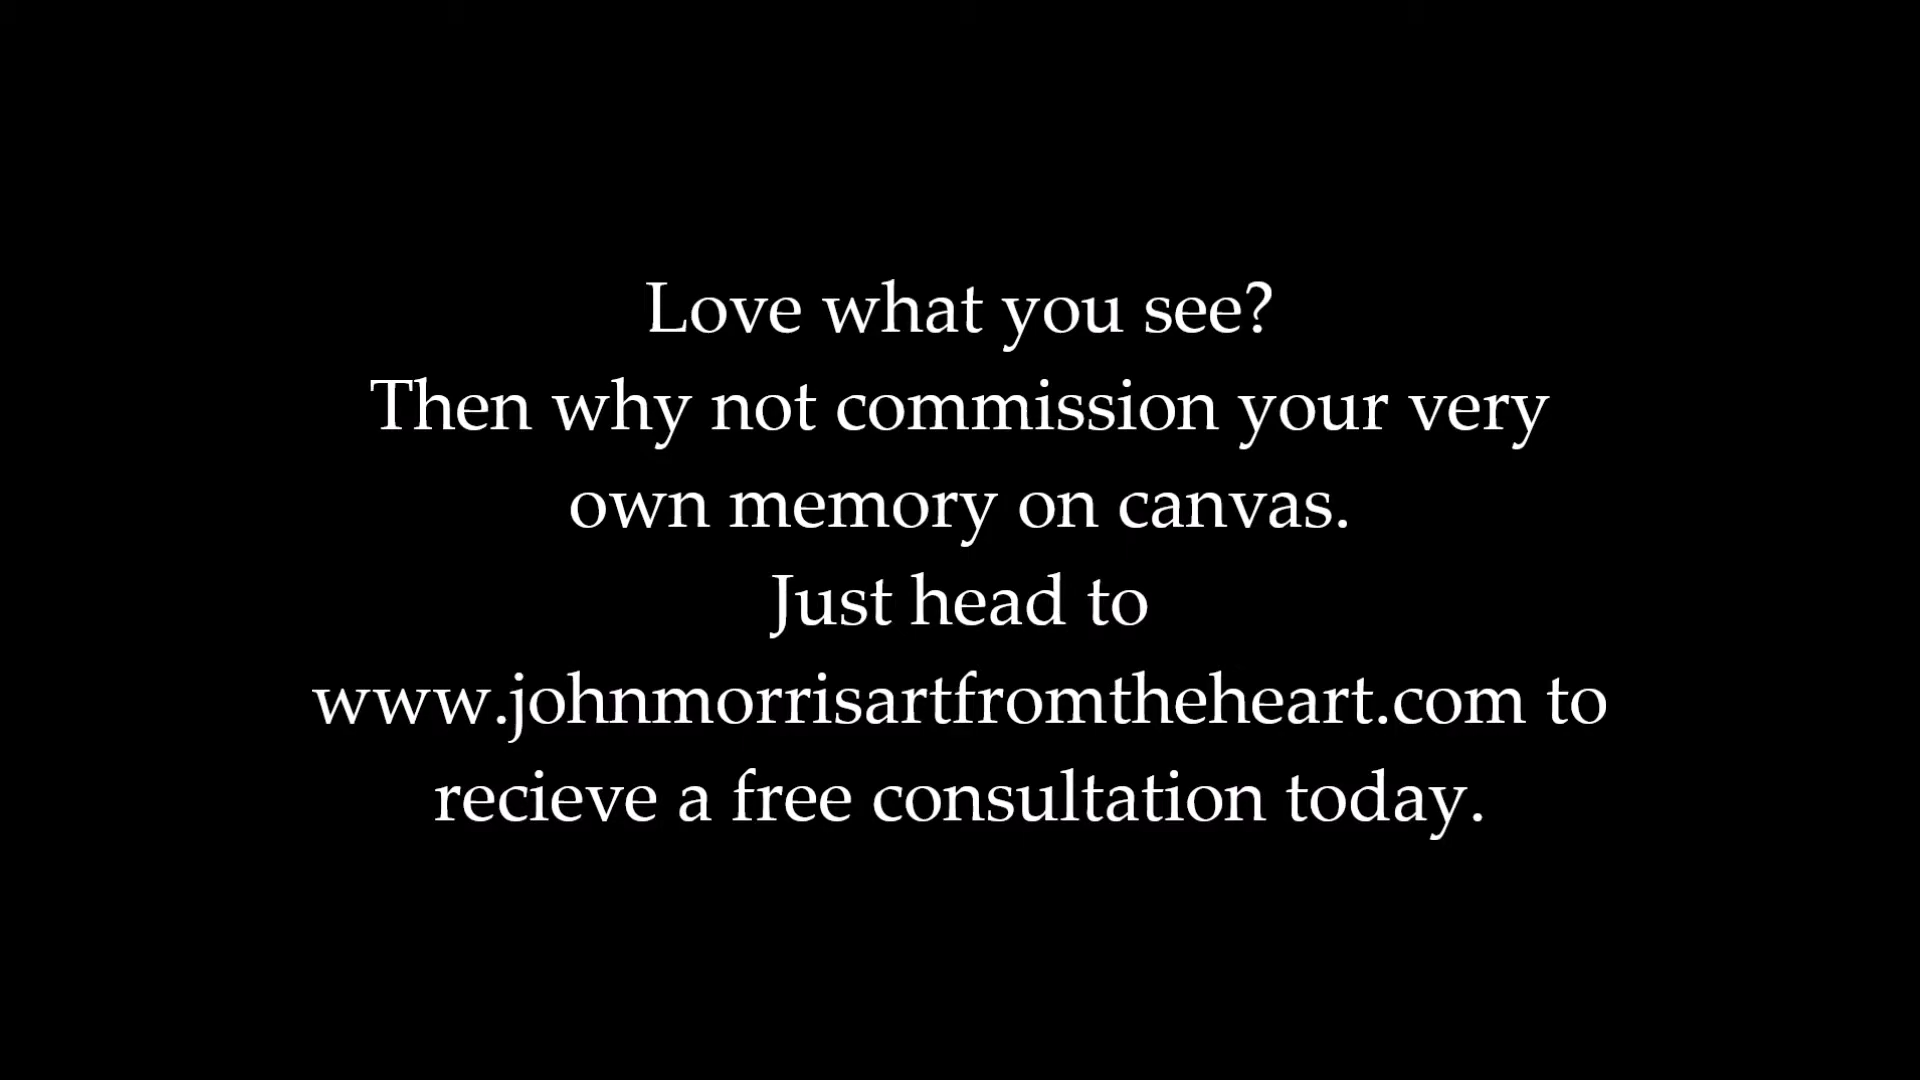 Love what you see?
Then why not commission your very
own memory on canvas.
Just head to
www.johnmorrisartfromtheheart.com to
recieve a free consultation today.